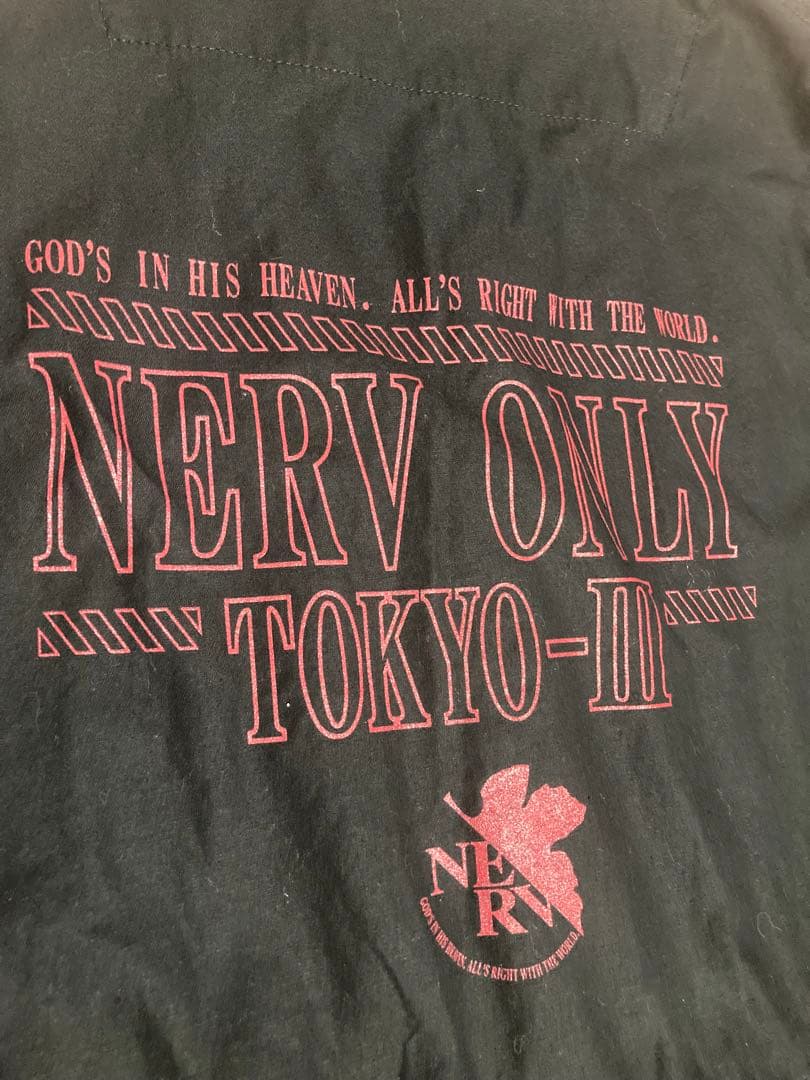 GOD'S IN HIS HEAVEN. ALL'S RIGHT WITH THE WORLD.
NERV ONLY
TOKYO-III
NERV
GOD'S IN HIS HEAVEN. ALL'S RIGHT WITH THE WORLD.